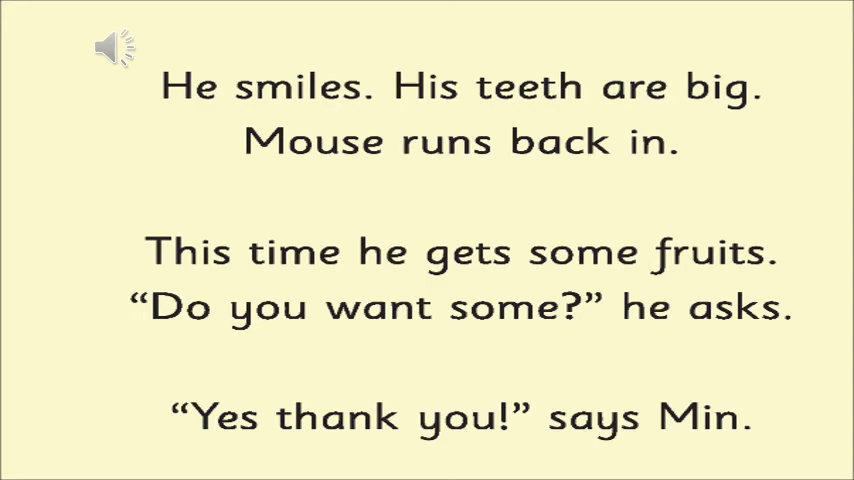 He smiles. His teeth are big.
Mouse runs back in.
This time he gets some fruits.
“Do you want some?” he asks.
“Yes thank you!” says Min.